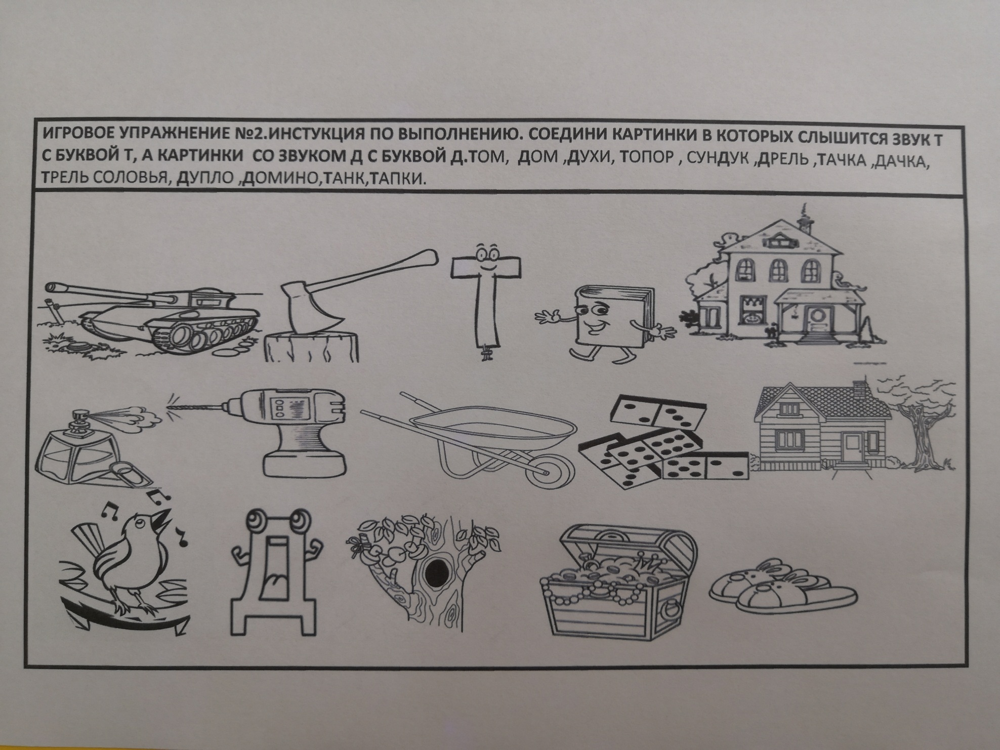 ИГРОВОЕ УПРАЖНЕНИЕ №2.ИНСТУКЦИЯ ПО ВЫПОЛНЕНИЮ. СОЕДИНИ КАРТИНКИ В КОТОРЫХ СЛЫШИТСЯ ЗВУК Т
С БУКВОЙ Т, А КАРТИНКИ СО ЗВУКОМ Д С БУКВОЙ Д.ТОМ, ДОМ ,ДУХИ, ТОПОР , СУНДУК ,ДРЕЛЬ ,ТАЧКА ,ДАЧКА,
ТРЕЛЬ СОЛОВЬЯ, ДУПЛО ,ДОМИНО,ТАНК,ТАПКИ.